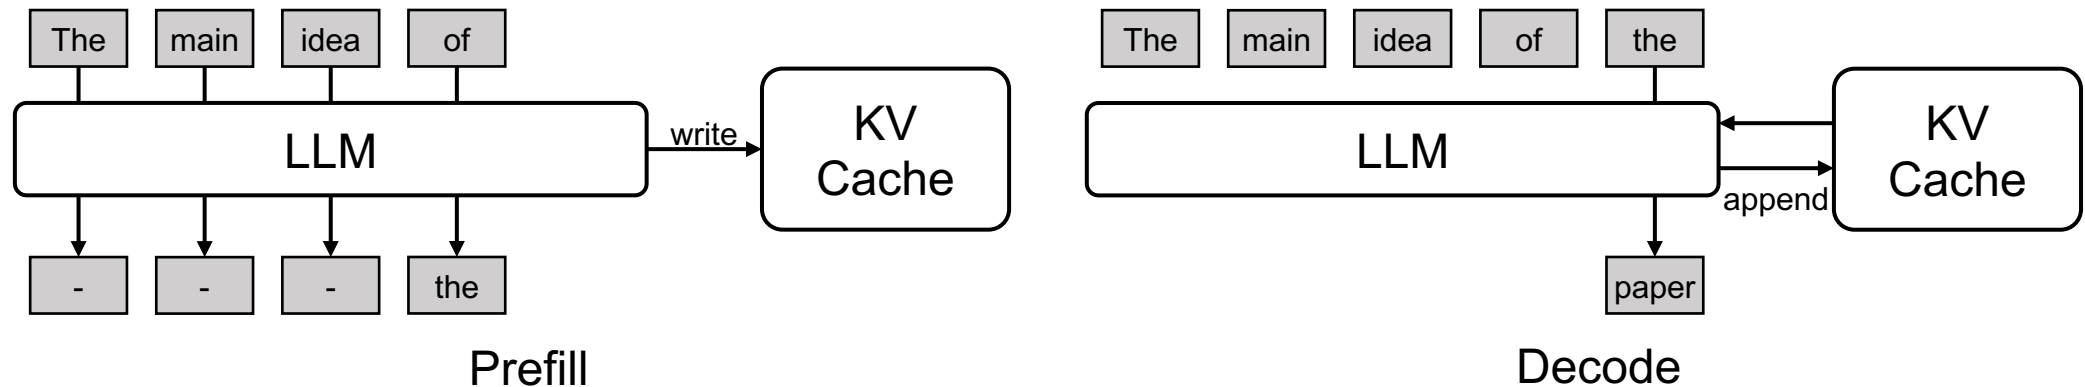 The main idea of
LLM
write
KV
Cache
- - - the
Prefill
The main idea of the
LLM
append
KV
Cache
paper
Decode